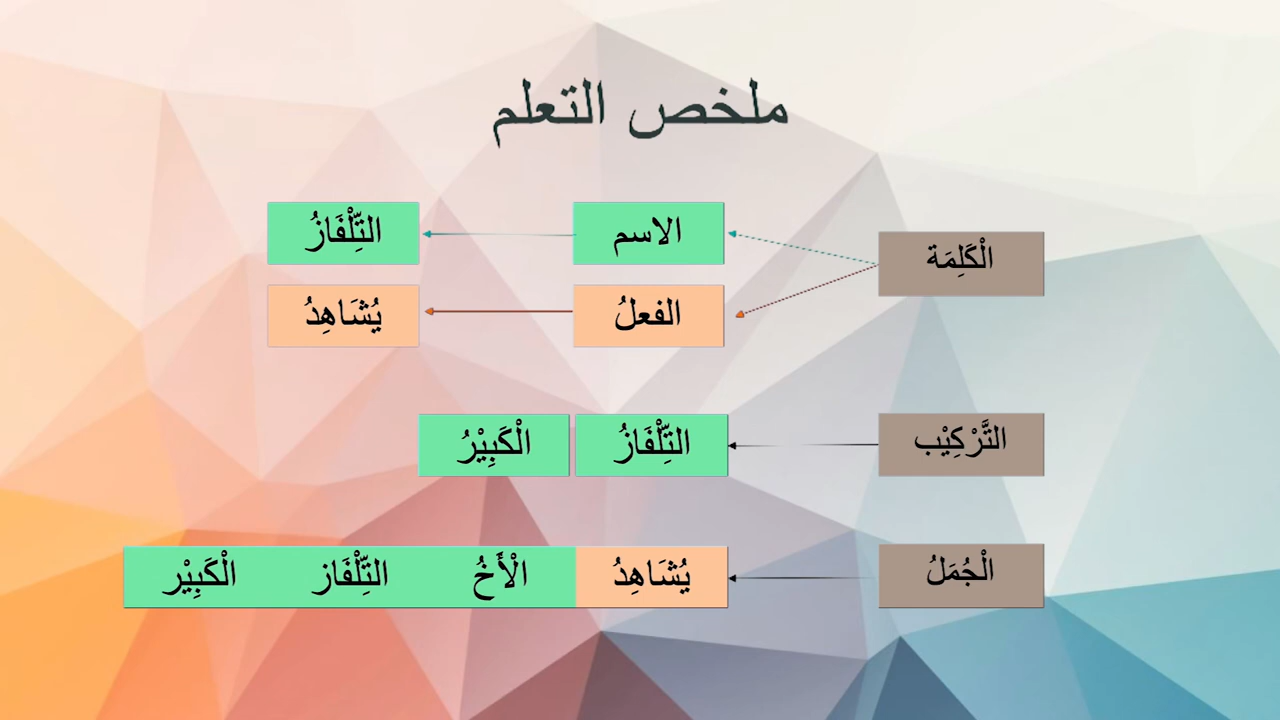 ملخص التعلم
الْكَلِمَة
الاسم
التِّلْفَازُ
الفعلُ
يُشَاهِدُ
التَّرْكِيْب
التِّلْفَازُ
الْكَبِيْرُ
الْجُمَلُ
يُشَاهِدُ
الْأَخُ
التِّلْفَاز
الْكَبِيْر